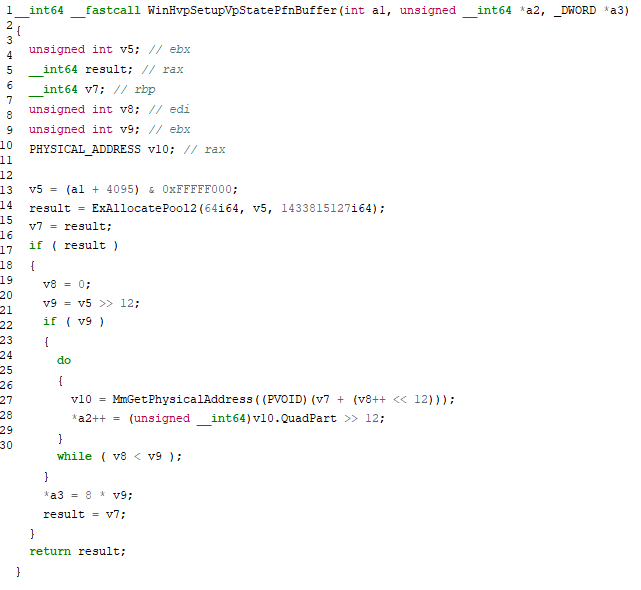 1 __int64 __fastcall WinHvpSetupVpStatePfnBuffer(int a1, unsigned __int64 *a2, _DWORD *a3)
2 {
3 unsigned int v5; // ebx
4 __int64 result; // rax
5 __int64 v7; // rbp
6 unsigned int v8; // edi
7 unsigned int v9; // ebx
8 PHYSICAL_ADDRESS v10; // rax
9
10 v5 = (a1 + 4095) & 0xFFFFF000;
11 result = ExAllocatePool2(64i64, v5, 1433815127i64);
12 v7 = result;
13 if ( result )
14 {
15 v8 = 0;
16 v9 = v5 >> 12;
17 if ( v9 )
18 {
19 do
20 {
21 v10 = MmGetPhysicalAddress((PVOID)(v7 + (v8++ << 12)));
22 *a2++ = (unsigned __int64)v10.QuadPart >> 12;
23 }
24 while ( v8 < v9 );
25 }
26 *a3 = 8 * v9;
27 result = v7;
28 }
29 return result;
30 }